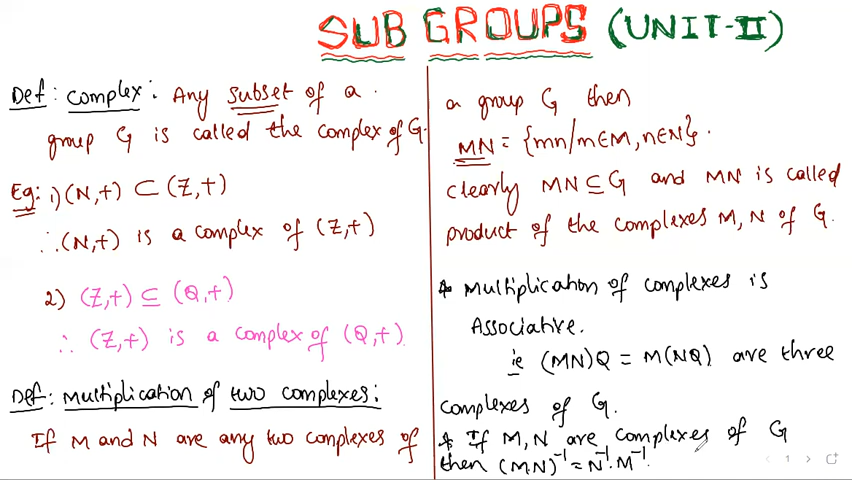 SUB GROUPS (UNIT-II)
Def: complex: Any subset of a
group G is called the complex of G.
Eg: 1) (N,+) ⊂ (Z,+)
∴ (N,+) is a complex of (Z,+)
2) (Z,+) ⊆ (Q,+)
∴ (Z,+) is a complex of (Q,+)
Def: Multiplication of two complexes:
If M and N are any two complexes of
a group G then
MN = {mn/m∈M, n∈N}.
clearly MN ⊆ G and MN is called
product of the complexes M, N of G.
* Multiplication of complexes is
Associative.
ie (MN)Q = M(NQ) are three
complexes of G.
* If M, N are complexes of G
then (M.N)⁻¹ = N⁻¹.M⁻¹.
1